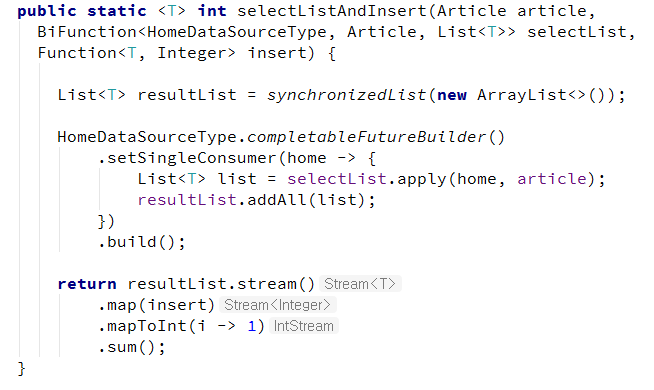 public static <T> int selectListAndInsert(Article article,
BiFunction<HomeDataSourceType, Article, List<T>> selectList,
Function<T, Integer> insert) {
List<T> resultList = synchronizedList(new ArrayList<>());
HomeDataSourceType.completableFutureBuilder()
.setSingleConsumer(home -> {
List<T> list = selectList.apply(home, article);
resultList.addAll(list);
})
.build();
return resultList.stream() Stream<T>
.map(insert) Stream<Integer>
.mapToInt(i -> 1) IntStream
.sum();
}